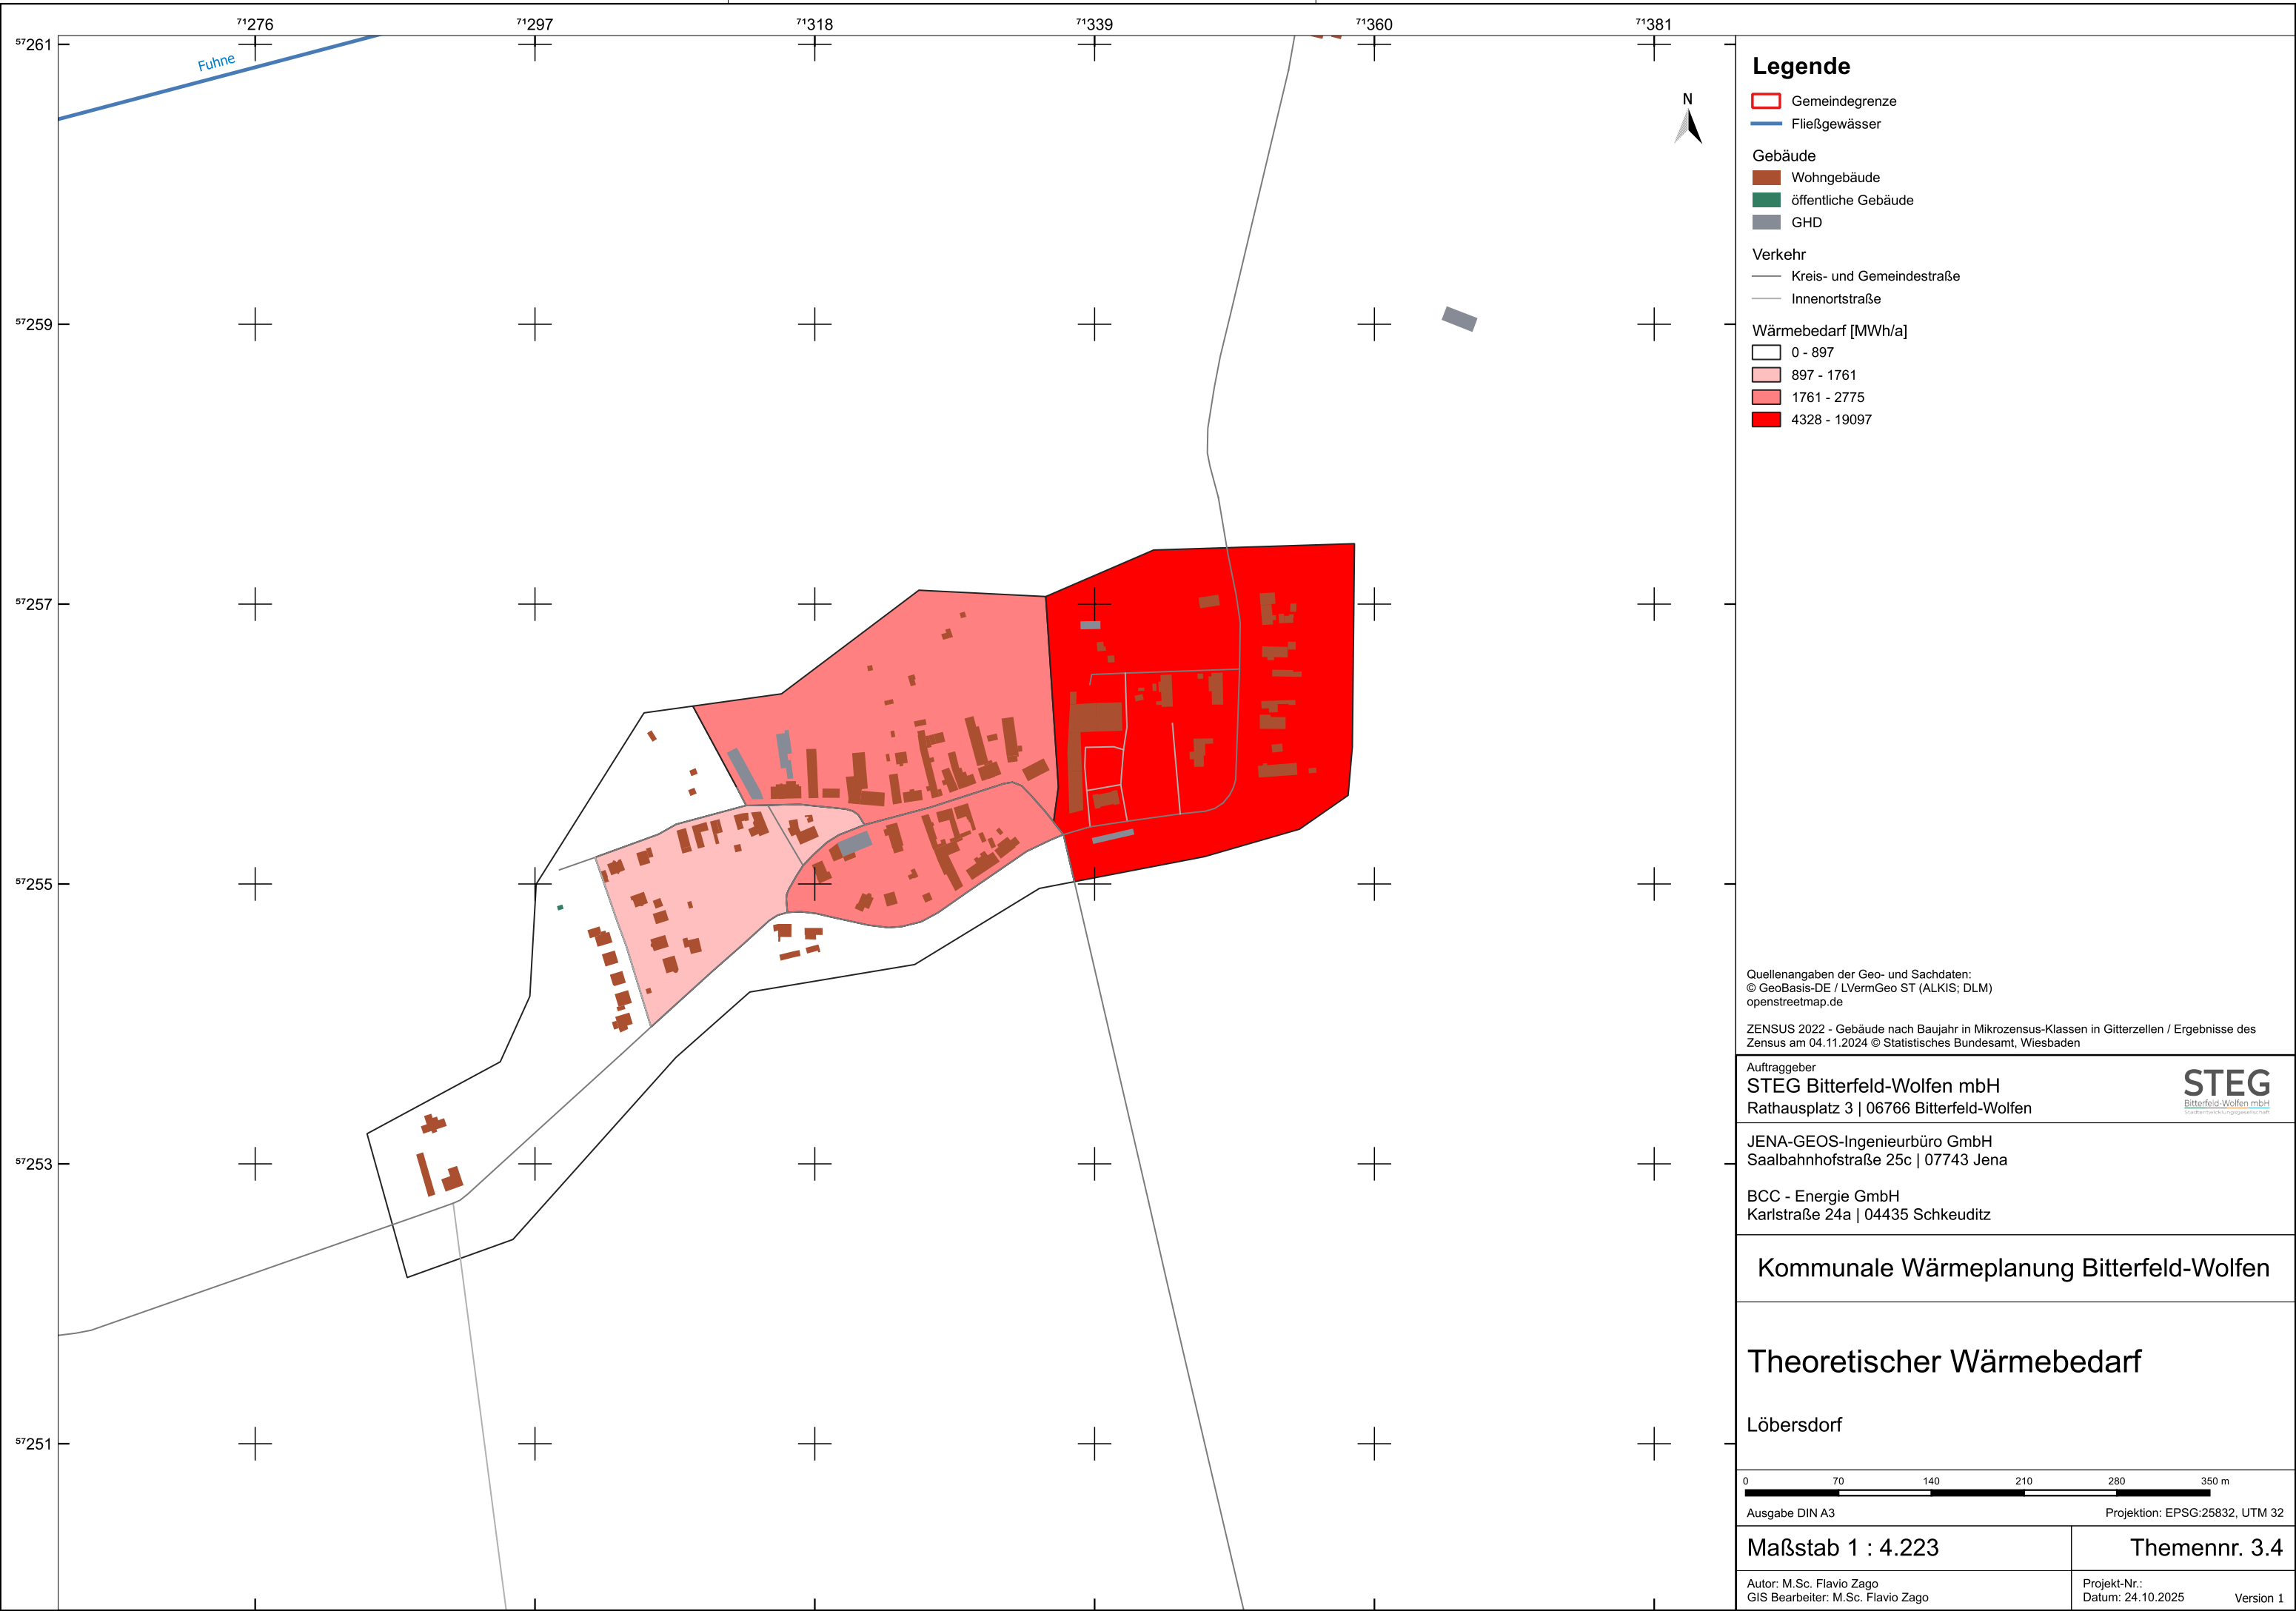 71276 71297 71318 71339 71360 71381
57261
57259
57257
57255
57253
57251
Fuhne
N
Legende
Gemeindegrenze
Fließgewässer
Gebäude
Wohngebäude
öffentliche Gebäude
GHD
Verkehr
Kreis- und Gemeindestraße
Innenortstraße
Wärmebedarf [MWh/a]
0 - 897
897 - 1761
1761 - 2775
4328 - 19097
Quellenangaben der Geo- und Sachdaten:
© GeoBasis-DE / LVermGeo ST (ALKIS; DLM)
openstreetmap.de
ZENSUS 2022 - Gebäude nach Baujahr in Mikrozensus-Klassen in Gitterzellen / Ergebnisse des
Zensus am 04.11.2024 © Statistisches Bundesamt, Wiesbaden
Auftraggeber
STEG Bitterfeld-Wolfen mbH
Rathausplatz 3 | 06766 Bitterfeld-Wolfen
STEG
Bitterfeld-Wolfen mbH
Stadtentwicklungsgesellschaft
JENA-GEOS-Ingenieurbüro GmbH
Saalbahnhofstraße 25c | 07743 Jena
BCC - Energie GmbH
Karlstraße 24a | 04435 Schkeuditz
Kommunale Wärmeplanung Bitterfeld-Wolfen
Theoretischer Wärmebedarf
Löbersdorf
0 70 140 210 280 350 m
Ausgabe DIN A3 Projektion: EPSG:25832, UTM 32
Maßstab 1 : 4.223 Themennr. 3.4
Autor: M.Sc. Flavio Zago Projekt-Nr.:
GIS Bearbeiter: M.Sc. Flavio Zago Datum: 24.10.2025 Version 1